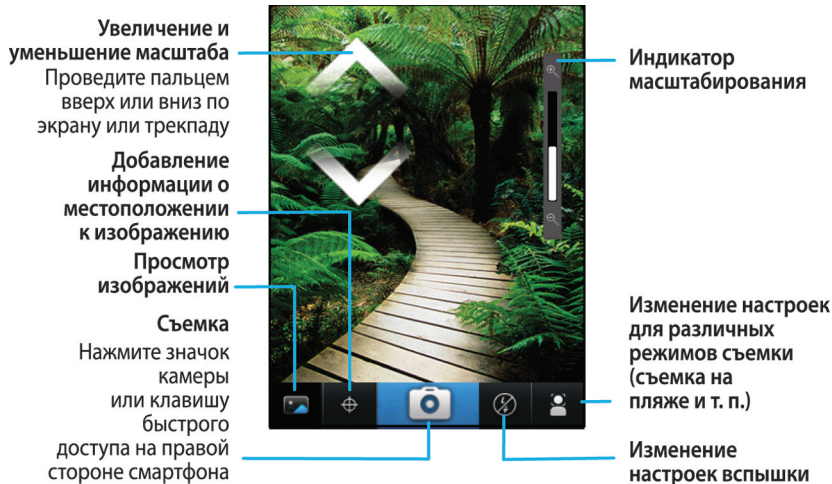 Увеличение и
уменьшение масштаба
Проведите пальцем
вверх или вниз по
экрану или трекпаду
Добавление
информации о
местоположении
к изображению
Просмотр
изображений
Съемка
Нажмите значок
камеры
или клавишу
быстрого
доступа на правой
стороне смартфона
Индикатор
масштабирования
Изменение настроек
для различных
режимов съемки
(съемка на
пляже и т. п.)
Изменение
настроек вспышки